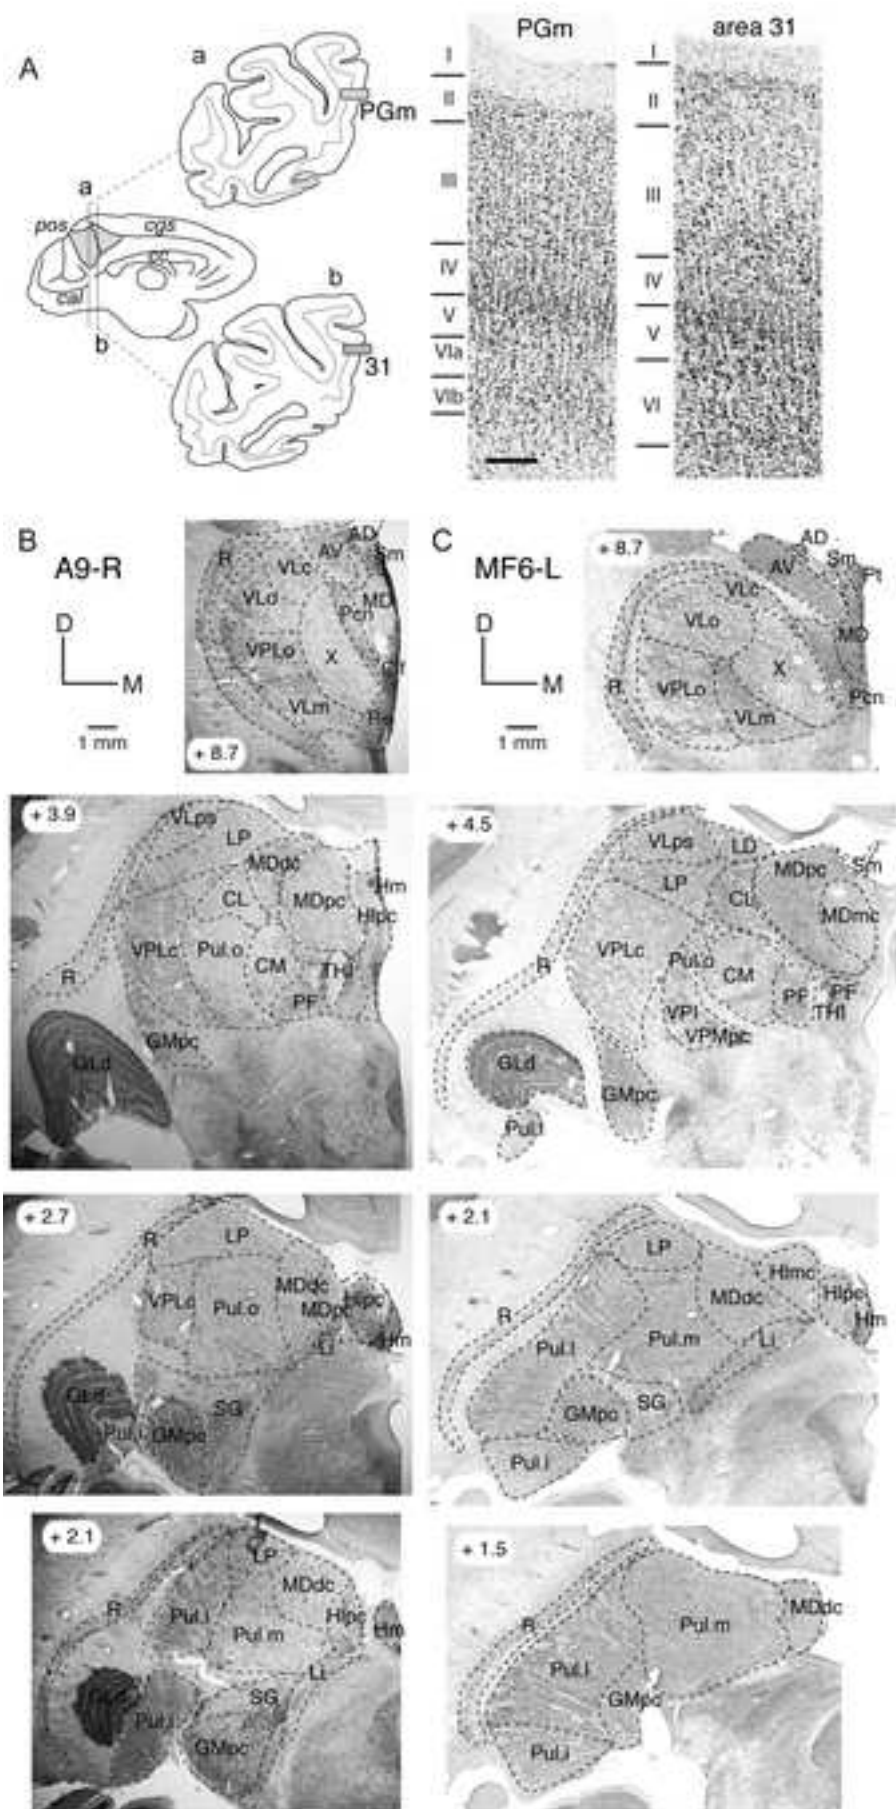 A
a
PGm
pos
a
cgs
cc
cal
b
b
31
PGm
I
II
III
IV
V
VIa
VIb
area 31
I
II
III
IV
V
VI
B
A9-R
D
M
1 mm
R
VLc
AV
AD
Sm
VLo
MD
Pcn
VPLo
X
VLm
Re
+ 8.7
C
MF6-L
D
M
1 mm
+ 8.7
AD
AV
Sm
Pt
VLc
VLo
MD
X
R
VPLo
Pcn
VLm
+ 3.9
VLps
LP
MDdc
Hm
CL
MDpc
Hlpc
VPLc
Pul.o
CM
THI
R
PF
GMpc
GLd
+ 4.5
VLps
LD
MDpc
Sm
LP
CL
MDmc
VPLc
Pul.o
CM
R
PF
PF
VPI
THI
VPMpc
GLd
GMpc
Pul.I
+ 2.7
R
LP
MDdc
Hlpc
VPLc
Pul.o
MDpc
Hm
Li
GLd
SG
Pul.i
GMpc
+ 2.1
LP
Hlmc
Hlpc
MDdc
R
Hm
Pul.l
Pul.m
Li
GMpc
SG
Pul.i
+ 2.1
LP
MDdc
R
Pul.l
Hlpc
Pul.m
Hm
Li
GLd
SG
Pul.i
GMpc
+ 1.5
MDdc
Pul.m
R
Pul.l
GMpc
Pul.i